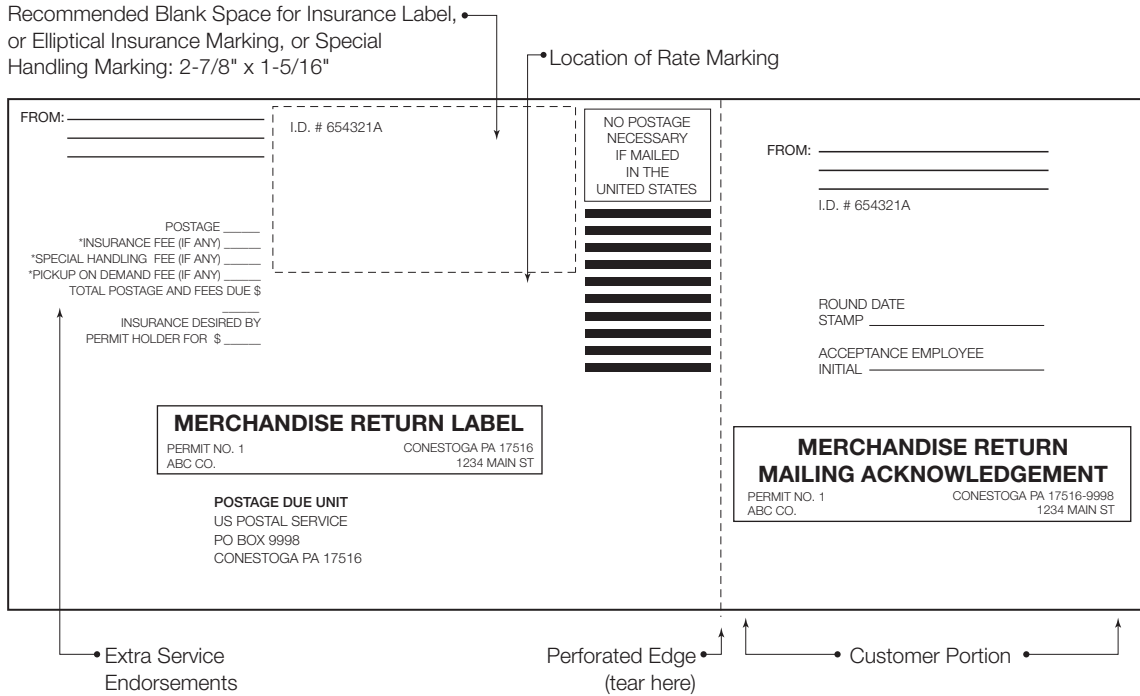 Recommended Blank Space for Insurance Label,
or Elliptical Insurance Marking, or Special
Handling Marking: 2-7/8" x 1-5/16"
Location of Rate Marking
FROM:
I.D. # 654321A
NO POSTAGE
NECESSARY
IF MAILED
IN THE
UNITED STATES
POSTAGE ______
*INSURANCE FEE (IF ANY) ______
*SPECIAL HANDLING FEE (IF ANY) ______
*PICKUP ON DEMAND FEE (IF ANY) ______
TOTAL POSTAGE AND FEES DUE $
______
INSURANCE DESIRED BY
PERMIT HOLDER FOR $ ______
MERCHANDISE RETURN LABEL
PERMIT NO. 1 CONESTOGA PA 17516
ABC CO. 1234 MAIN ST
POSTAGE DUE UNIT
US POSTAL SERVICE
PO BOX 9998
CONESTOGA PA 17516
FROM:
I.D. # 654321A
ROUND DATE
STAMP
ACCEPTANCE EMPLOYEE
INITIAL
MERCHANDISE RETURN
MAILING ACKNOWLEDGEMENT
PERMIT NO. 1 CONESTOGA PA 17516-9998
ABC CO. 1234 MAIN ST
Extra Service
Endorsements
Perforated Edge
(tear here)
Customer Portion